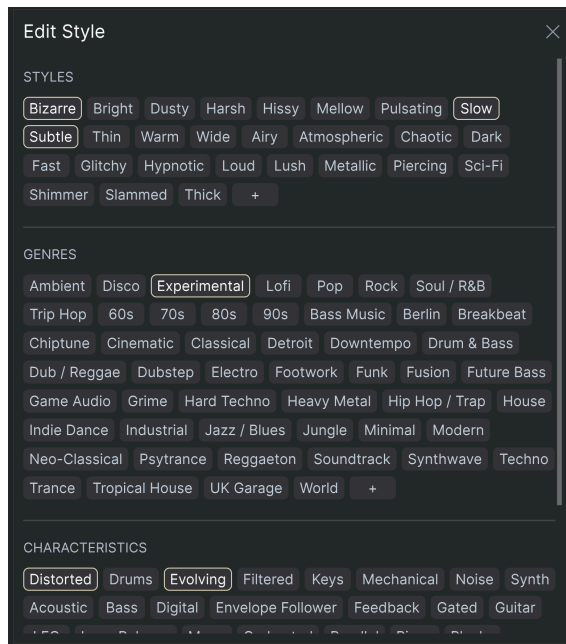 Edit Style
STYLES
Bizarre Bright Dusty Harsh Hissy Mellow Pulsating Slow
Subtle Thin Warm Wide Airy Atmospheric Chaotic Dark
Fast Glitchy Hypnotic Loud Lush Metallic Piercing Sci-Fi
Shimmer Slammed Thick +
GENRES
Ambient Disco Experimental Lofi Pop Rock Soul / R&B
Trip Hop 60s 70s 80s 90s Bass Music Berlin Breakbeat
Chiptune Cinematic Classical Detroit Downtempo Drum & Bass
Dub / Reggae Dubstep Electro Footwork Funk Fusion Future Bass
Game Audio Grime Hard Techno Heavy Metal Hip Hop / Trap House
Indie Dance Industrial Jazz / Blues Jungle Minimal Modern
Neo-Classical Psytrance Reggaeton Soundtrack Synthwave Techno
Trance Tropical House UK Garage World +
CHARACTERISTICS
Distorted Drums Evolving Filtered Keys Mechanical Noise Synth
Acoustic Bass Digital Envelope Follower Feedback Gated Guitar